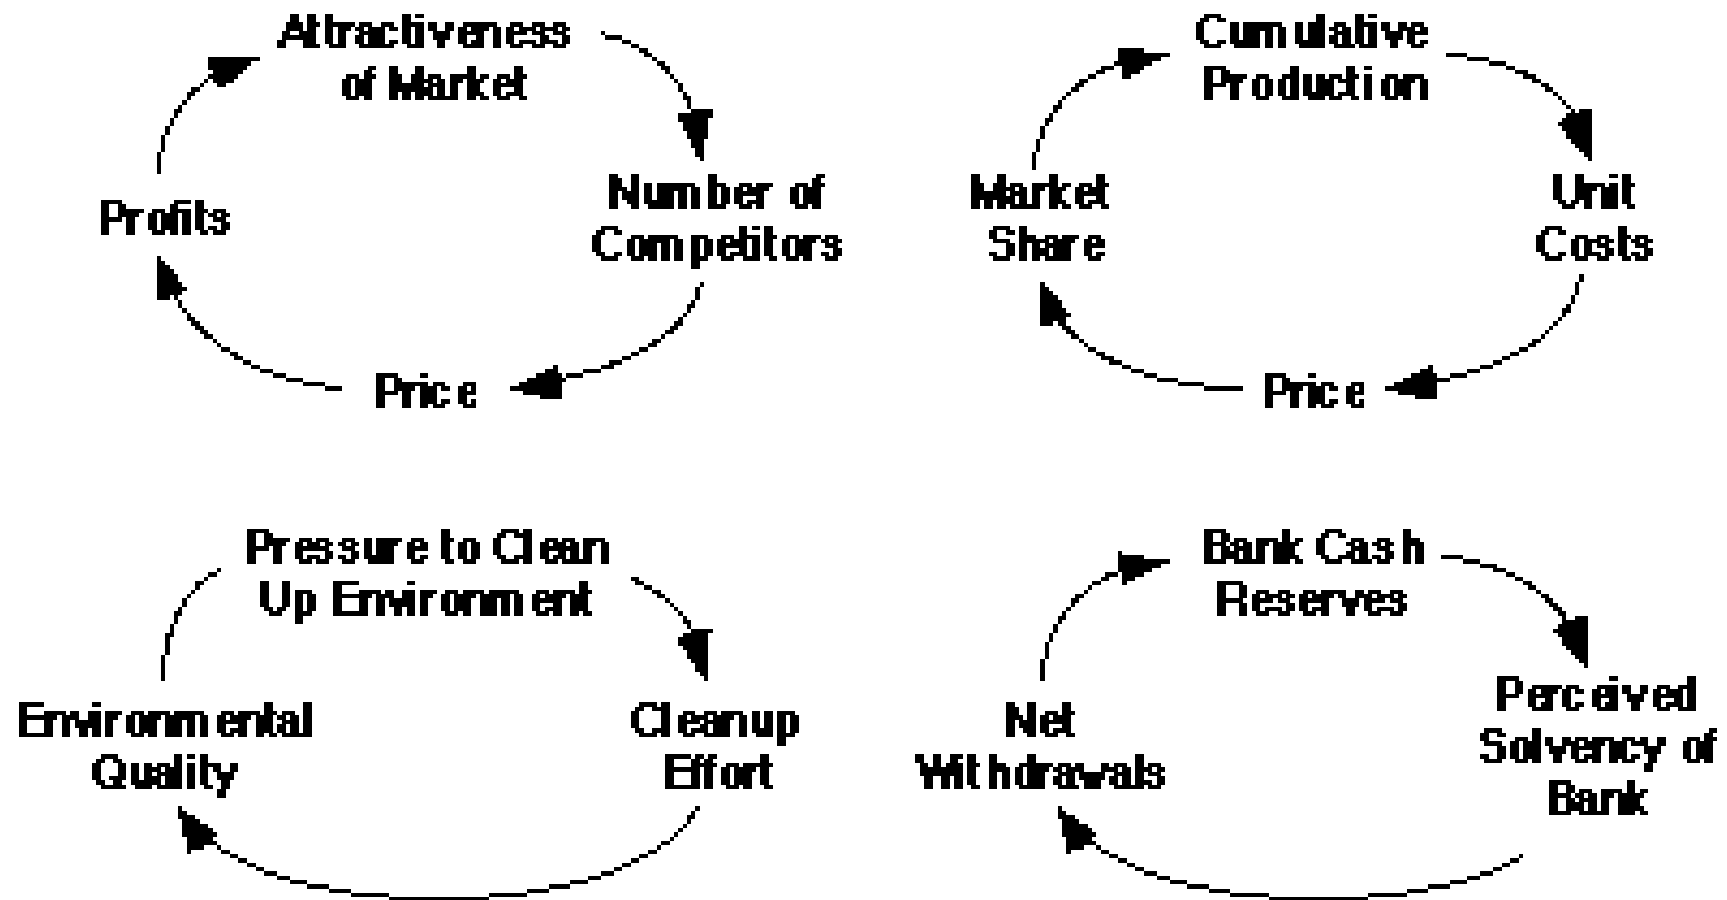 Attractiveness
of Market
Number of
Competitors
Price
Profits
Cumulative
Production
Unit
Costs
Price
Market
Share
Pressure to Clean
Up Environment
Cleanup
Effort
Environmental
Quality
Bank Cash
Reserves
Perceived
Solvency of
Bank
Net
Withdrawals